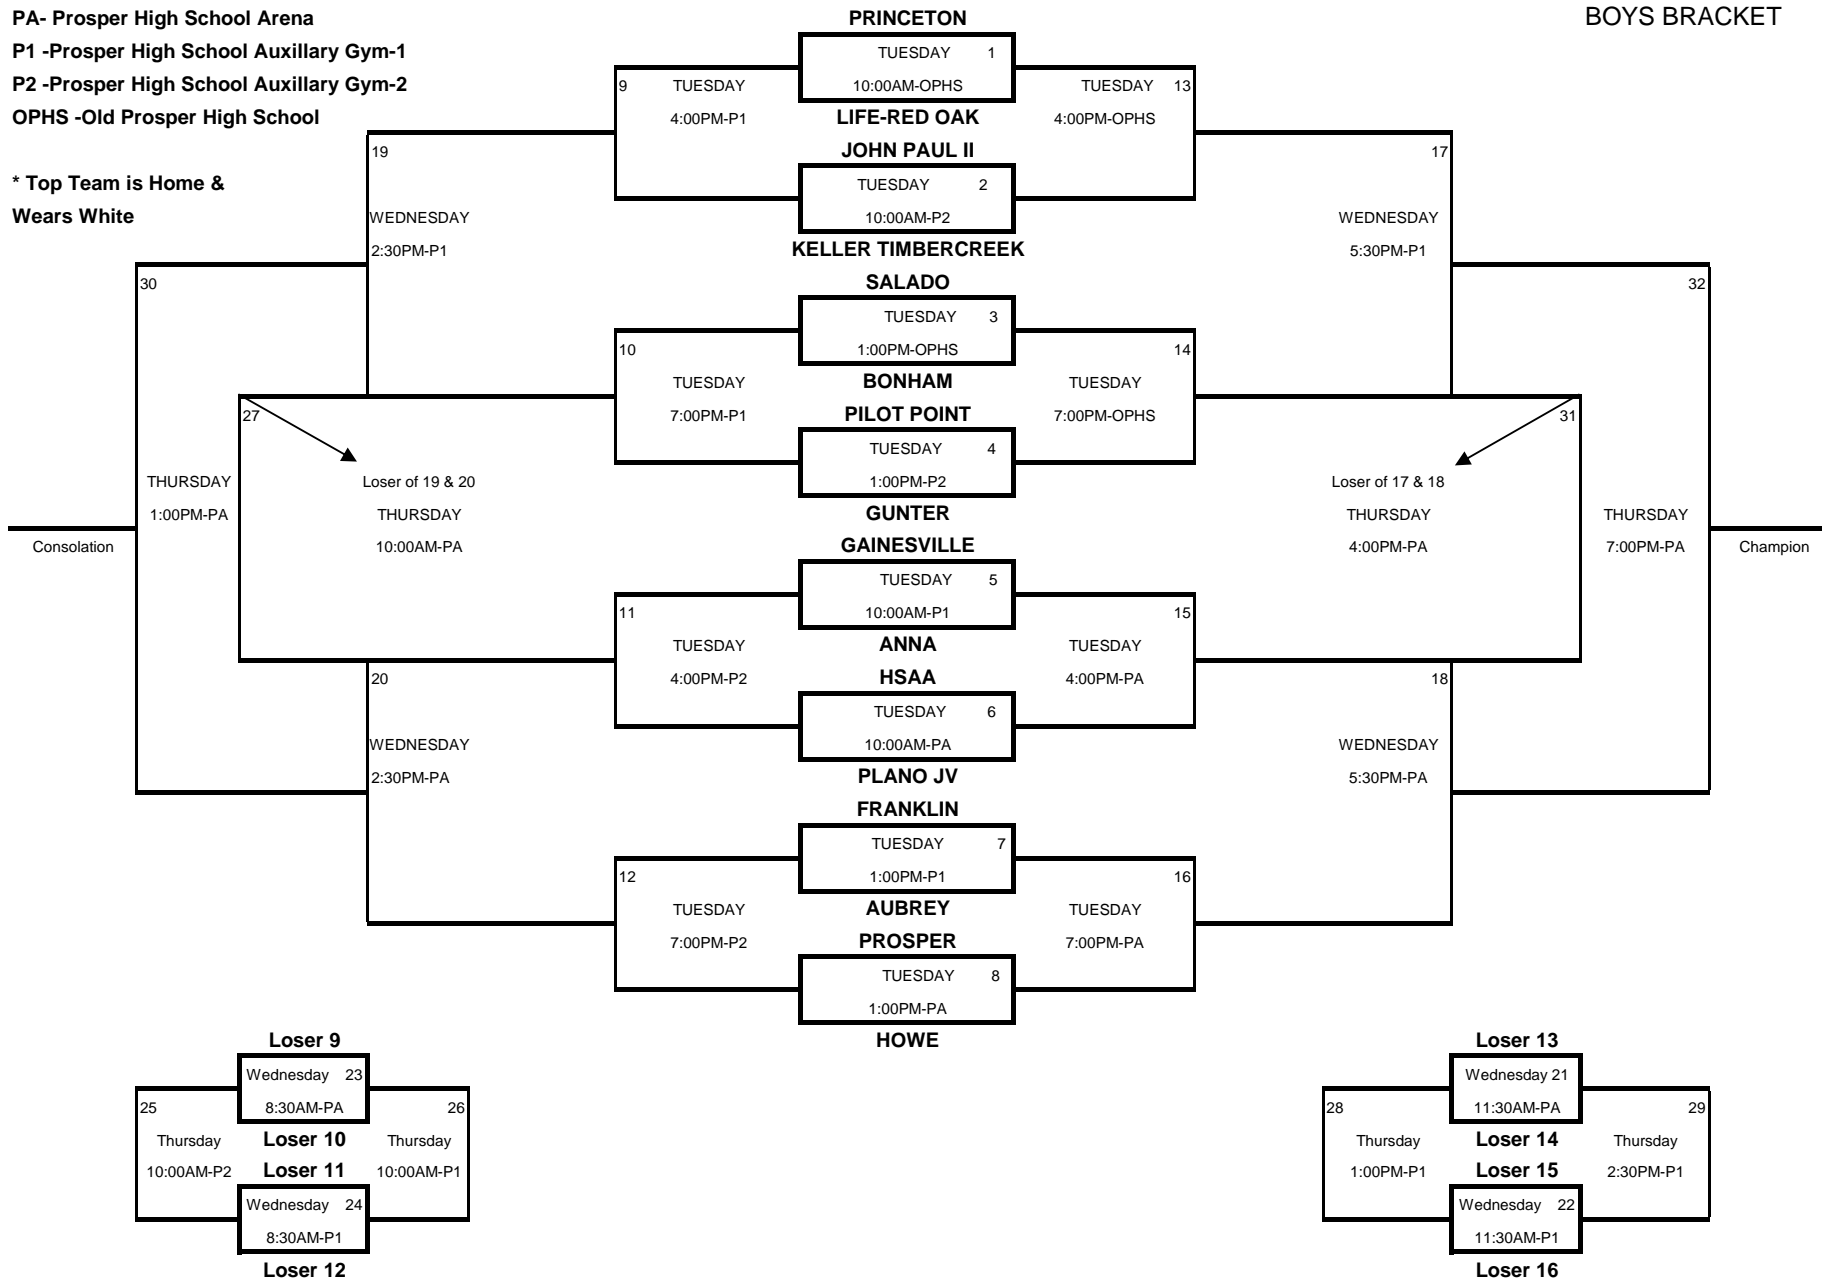 PA- Prosper High School Arena
P1 -Prosper High School Auxillary Gym-1
P2 -Prosper High School Auxillary Gym-2
OPHS -Old Prosper High School
* Top Team is Home &
Wears White
BOYS BRACKET
PRINCETON
TUESDAY 1
10:00AM-OPHS
LIFE-RED OAK
JOHN PAUL II
TUESDAY 2
10:00AM-P2
KELLER TIMBERCREEK
SALADO
TUESDAY 3
1:00PM-OPHS
BONHAM
PILOT POINT
TUESDAY 4
1:00PM-P2
GUNTER
GAINESVILLE
TUESDAY 5
10:00AM-P1
ANNA
HSAA
TUESDAY 6
10:00AM-PA
PLANO JV
FRANKLIN
TUESDAY 7
1:00PM-P1
AUBREY
PROSPER
TUESDAY 8
1:00PM-PA
HOWE
9 TUESDAY
4:00PM-P1
10
TUESDAY
7:00PM-P1
11
TUESDAY
4:00PM-P2
12
TUESDAY
7:00PM-P2
TUESDAY 13
4:00PM-OPHS
14
TUESDAY
7:00PM-OPHS
15
TUESDAY
4:00PM-PA
16
TUESDAY
7:00PM-PA
19
WEDNESDAY
2:30PM-P1
20
WEDNESDAY
2:30PM-PA
17
WEDNESDAY
5:30PM-P1
18
WEDNESDAY
5:30PM-PA
27
Loser of 19 & 20
THURSDAY
10:00AM-PA
30
THURSDAY
1:00PM-PA
Consolation
31
Loser of 17 & 18
THURSDAY
4:00PM-PA
32
THURSDAY
7:00PM-PA
Champion
Loser 9
Wednesday 23
8:30AM-PA
Loser 10
Loser 11
Wednesday 24
8:30AM-P1
Loser 12
25
Thursday
10:00AM-P2
26
Thursday
10:00AM-P1
Loser 13
Wednesday 21
11:30AM-PA
Loser 14
Loser 15
Wednesday 22
11:30AM-P1
Loser 16
28
Thursday
1:00PM-P1
29
Thursday
2:30PM-P1